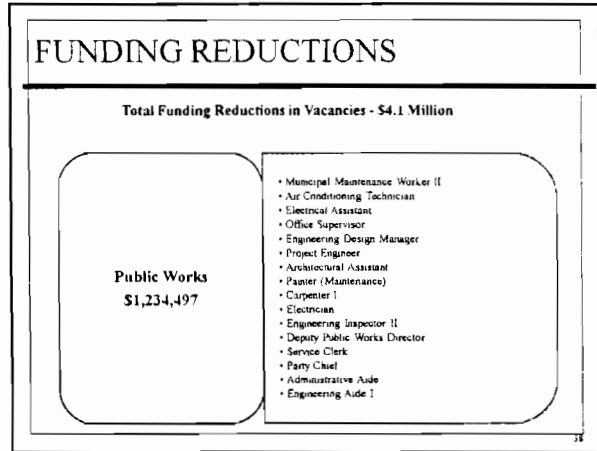 FUNDING REDUCTIONS
Total Funding Reductions in Vacancies - $4.1 Million
Public Works
$1,234,497
• Municipal Maintenance Worker II
• Air Conditioning Technician
• Electrical Assistant
• Office Supervisor
• Engineering Design Manager
• Project Engineer
• Architectural Assistant
• Painter (Maintenance)
• Carpenter I
• Electrician
• Engineering Inspector II
• Deputy Public Works Director
• Service Clerk
• Party Chief
• Administrative Aide
• Engineering Aide I